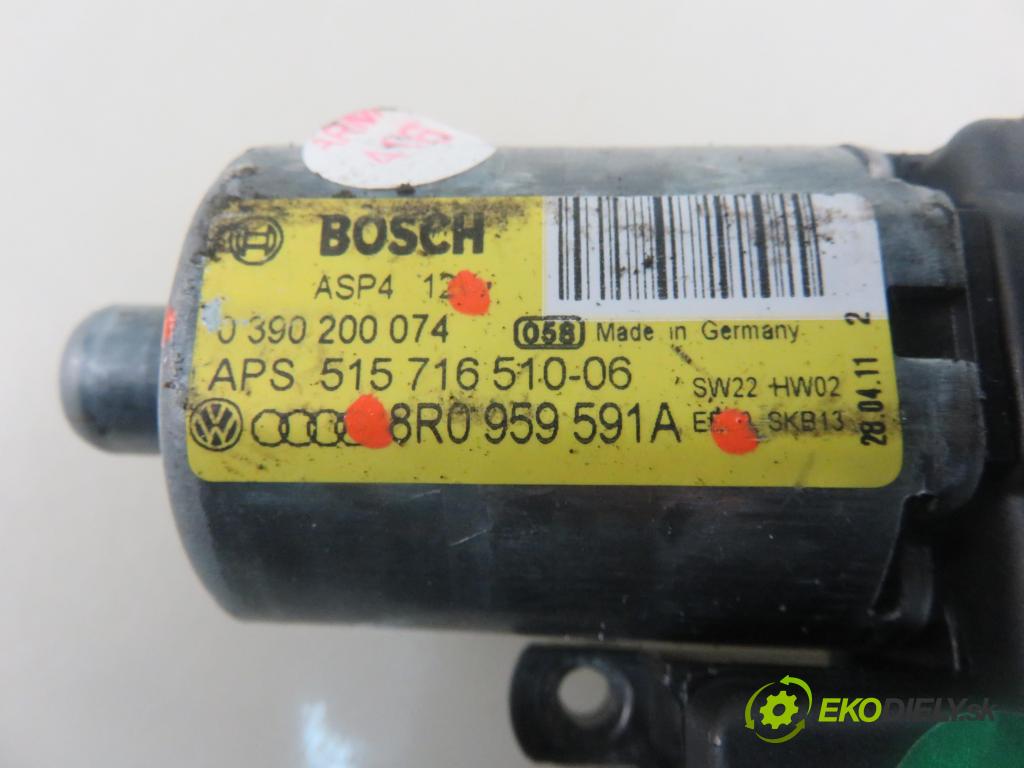 BOSCH
ASP4
0 390 200 074 058 Made in Germany
APS 515 716 510-06
SW22 HW02
8R0 959 591A
SKB13
28.04.11 2
EKODIELY.sk